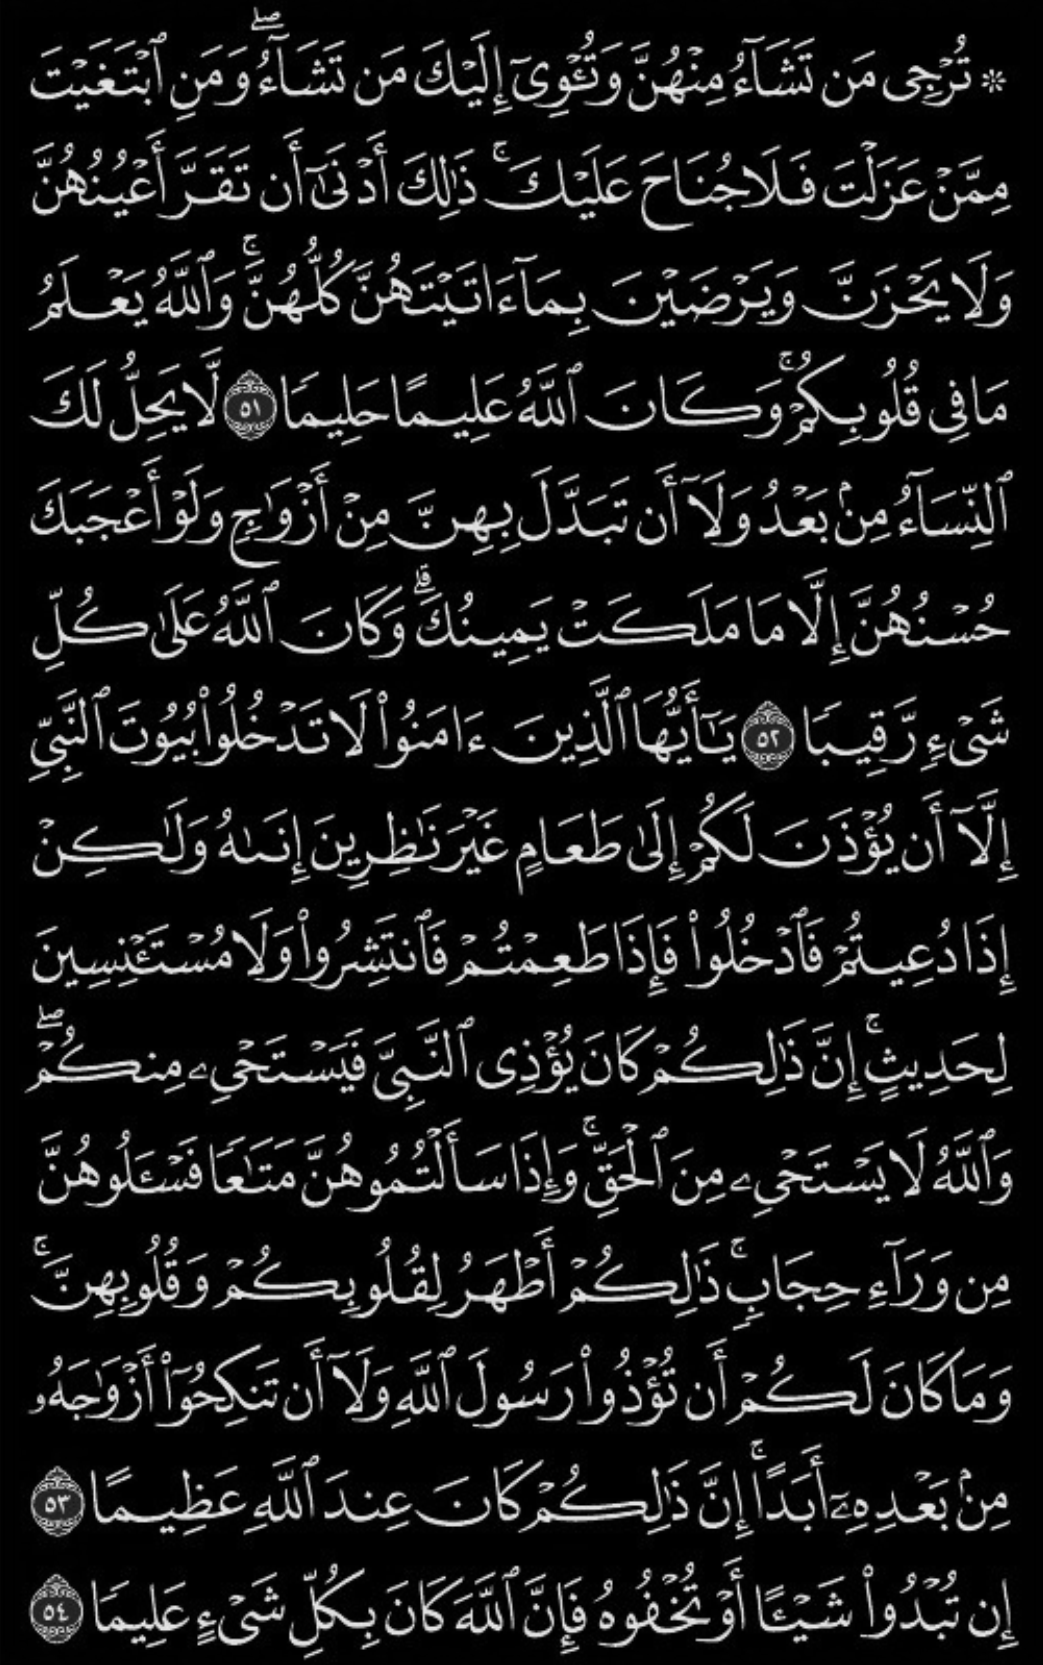 ۞ تُرْجِى مَن تَشَآءُ مِنْهُنَّ وَتُـْٔوِىٓ إِلَيْكَ مَن تَشَآءُ ۖ وَمَنِ ٱبْتَغَيْتَ
مِمَّنْ عَزَلْتَ فَلَا جُنَاحَ عَلَيْكَ ۚ ذَٰلِكَ أَدْنَىٰٓ أَن تَقَرَّ أَعْيُنُهُنَّ
وَلَا يَحْزَنَّ وَيَرْضَيْنَ بِمَآ ءَاتَيْتَهُنَّ كُلُّهُنَّ ۚ وَٱللَّهُ يَعْلَمُ
مَا فِى قُلُوبِكُمْ ۚ وَكَانَ ٱللَّهُ عَلِيمًا حَلِيمًا ٥١ لَّا يَحِلُّ لَكَ
ٱلنِّسَآءُ مِنۢ بَعْدُ وَلَآ أَن تَبَدَّلَ بِهِنَّ مِنْ أَزْوَٰجٍ وَلَوْ أَعْجَبَكَ
حُسْنُهُنَّ إِلَّا مَا مَلَكَتْ يَمِينُكَ ۗ وَكَانَ ٱللَّهُ عَلَىٰ كُلِّ
شَىْءٍ رَّقِيبًا ٥٢ يَـٰٓأَيُّهَا ٱلَّذِينَ ءَامَنُوا۟ لَا تَدْخُلُوا۟ بُيُوتَ ٱلنَّبِىِّ
إِلَّآ أَن يُؤْذَنَ لَكُمْ إِلَىٰ طَعَامٍ غَيْرَ نَـٰظِرِينَ إِنَىٰهُ وَلَـٰكِنْ
إِذَا دُعِيتُمْ فَٱدْخُلُوا۟ فَإِذَا طَعِمْتُمْ فَٱنتَشِرُوا۟ وَلَا مُسْتَـْٔنِسِينَ
لِحَدِيثٍ ۚ إِنَّ ذَٰلِكُمْ كَانَ يُؤْذِى ٱلنَّبِىَّ فَيَسْتَحْىِۦ مِنكُمْ ۖ
وَٱللَّهُ لَا يَسْتَحْىِۦ مِنَ ٱلْحَقِّ ۚ وَإِذَا سَأَلْتُمُوهُنَّ مَتَـٰعًا فَسْـَٔلُوهُنَّ
مِن وَرَآءِ حِجَابٍ ۚ ذَٰلِكُمْ أَطْهَرُ لِقُلُوبِكُمْ وَقُلُوبِهِنَّ ۚ
وَمَا كَانَ لَكُمْ أَن تُؤْذُوا۟ رَسُولَ ٱللَّهِ وَلَآ أَن تَنكِحُوٓا۟ أَزْوَٰجَهُۥ
مِنۢ بَعْدِهِۦٓ أَبَدًا ۚ إِنَّ ذَٰلِكُمْ كَانَ عِندَ ٱللَّهِ عَظِيمًا ٥٣
إِن تُبْدُوا۟ شَيْـًٔا أَوْ تُخْفُوهُ فَإِنَّ ٱللَّهَ كَانَ بِكُلِّ شَىْءٍ عَلِيمًا ٥٤